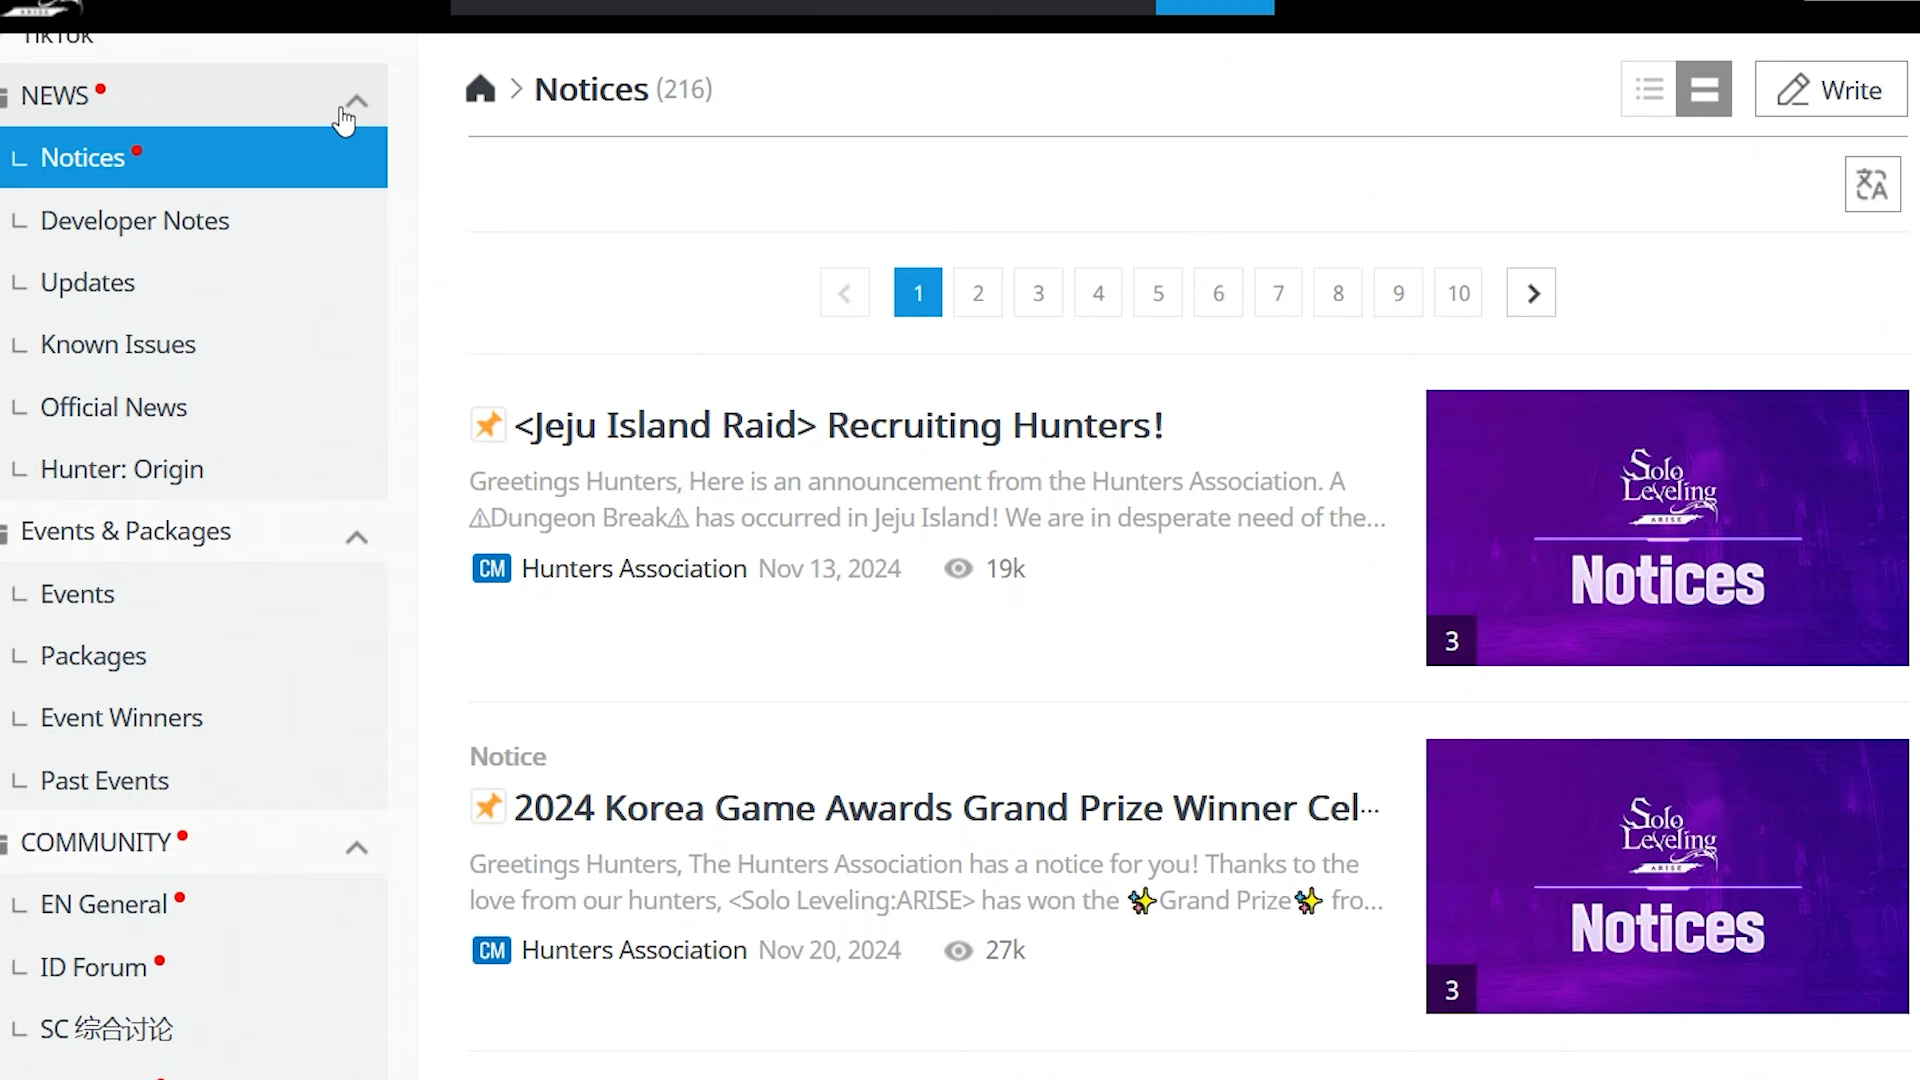 TikTok
NEWS
Notices
Developer Notes
Updates
Known Issues
Official News
Hunter: Origin
Events & Packages
Events
Packages
Event Winners
Past Events
COMMUNITY
EN General
ID Forum
SC 综合讨论
Notices (216)
Write
1 2 3 4 5 6 7 8 9 10
<Jeju Island Raid> Recruiting Hunters!
Greetings Hunters, Here is an announcement from the Hunters Association. A
⚠Dungeon Break⚠ has occurred in Jeju Island! We are in desperate need of the...
CM Hunters Association Nov 13, 2024 19k
Solo
Leveling
ARISE
Notices
3
Notice
2024 Korea Game Awards Grand Prize Winner Cel...
Greetings Hunters, The Hunters Association has a notice for you! Thanks to the
love from our hunters, <Solo Leveling:ARISE> has won the ✨Grand Prize✨ fro...
CM Hunters Association Nov 20, 2024 27k
Solo
Leveling
ARISE
Notices
3